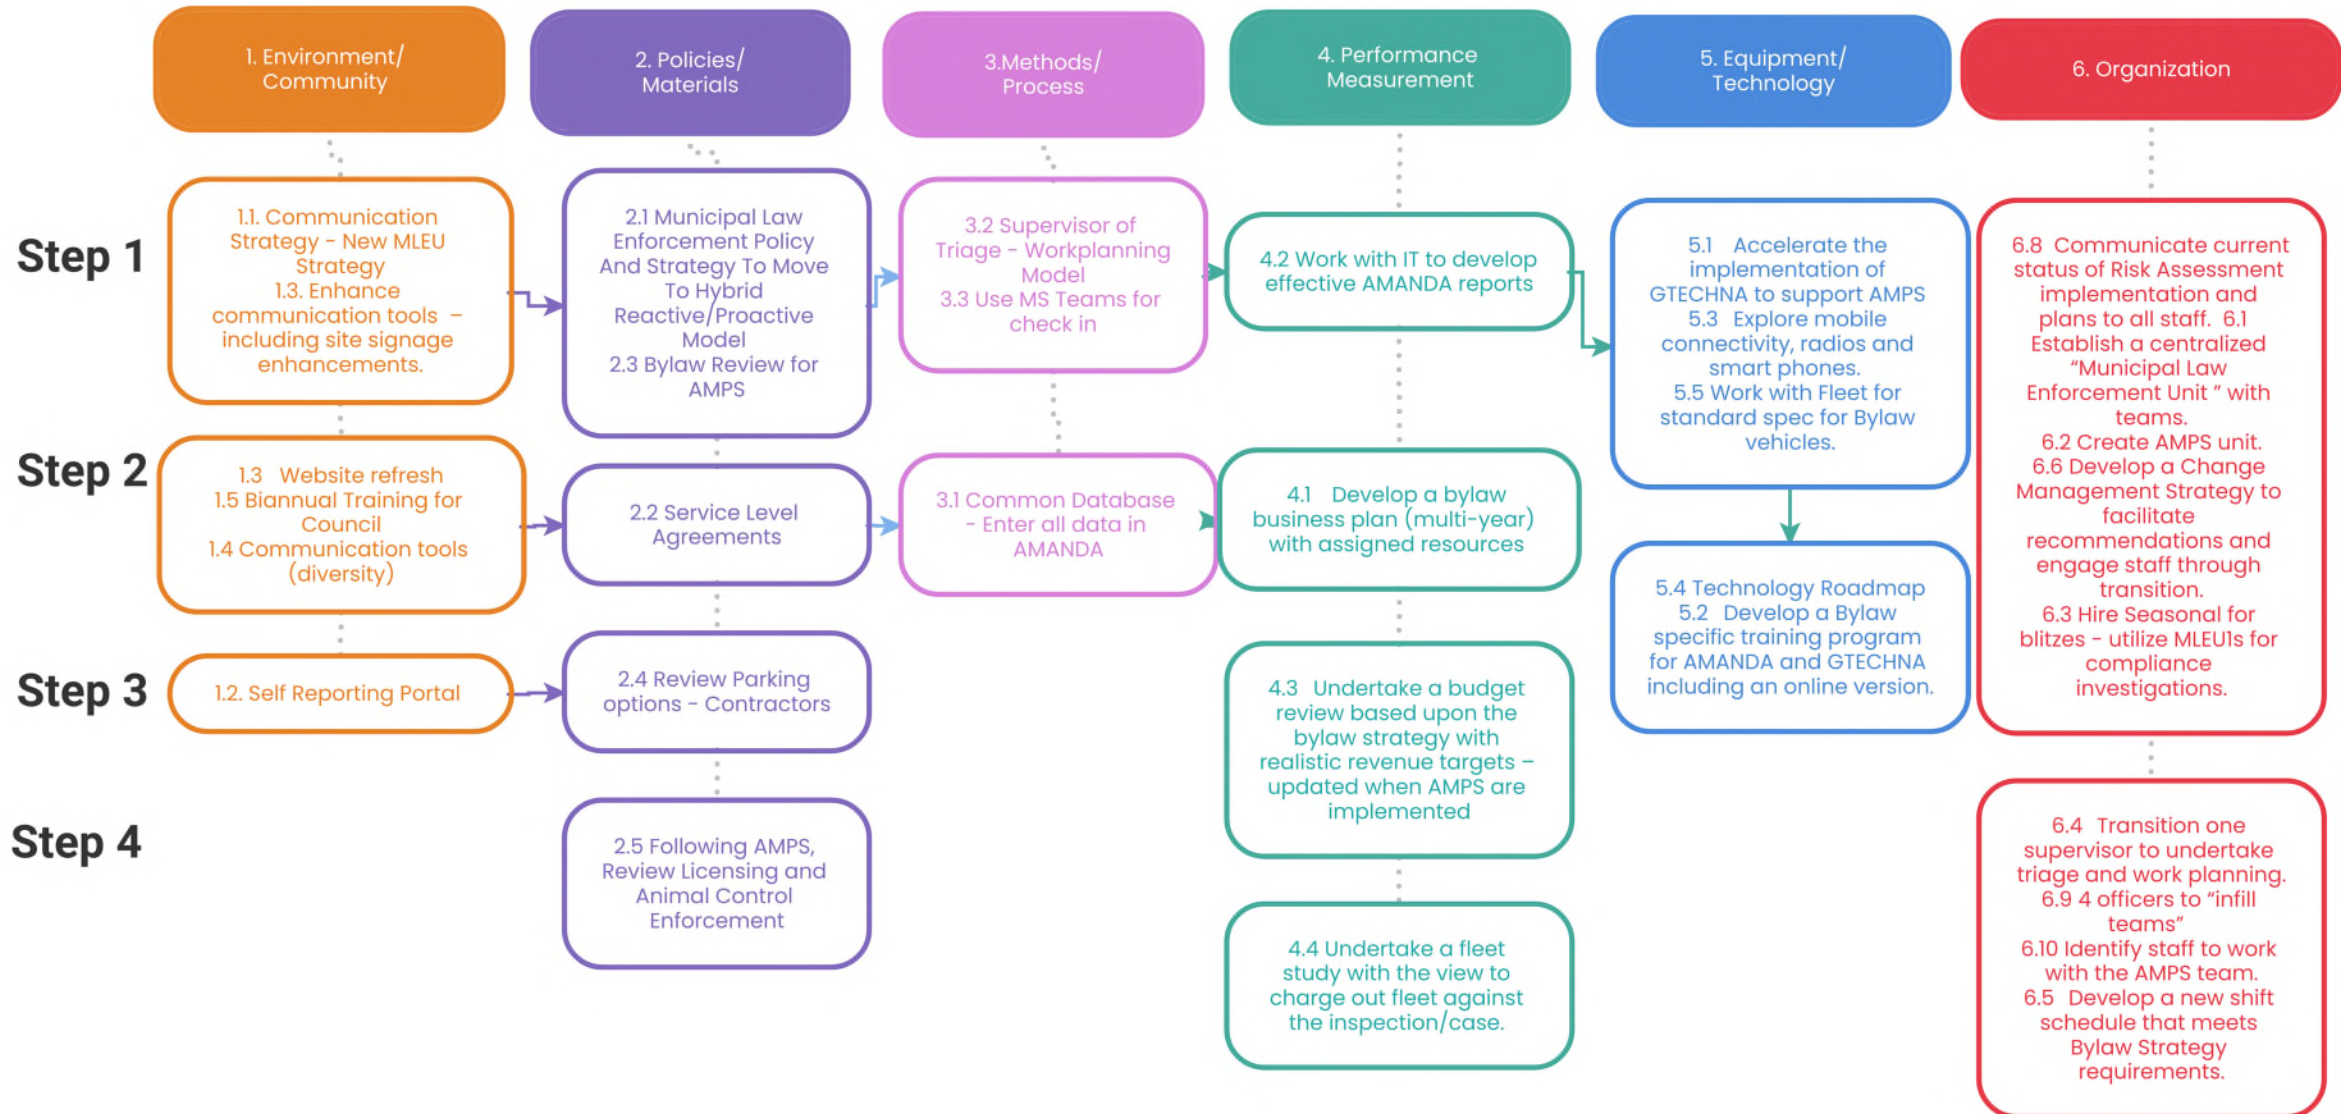 1. Environment/
Community
2. Policies/
Materials
3.Methods/
Process
4. Performance
Measurement
5. Equipment/
Technology
6. Organization
Step 1
1.1. Communication
Strategy - New MLEU
Strategy
1.3. Enhance
communication tools –
including site signage
enhancements.
2.1 Municipal Law
Enforcement Policy
And Strategy To Move
To Hybrid
Reactive/Proactive
Model
2.3 Bylaw Review for
AMPS
3.2 Supervisor of
Triage - Workplanning
Model
3.3 Use MS Teams for
check in
4.2 Work with IT to develop
effective AMANDA reports
5.1 Accelerate the
implementation of
GTECHNA to support AMPS
5.3 Explore mobile
connectivity, radios and
smart phones.
5.5 Work with Fleet for
standard spec for Bylaw
vehicles.
6.8 Communicate current
status of Risk Assessment
implementation and
plans to all staff. 6.1
Establish a centralized
“Municipal Law
Enforcement Unit ” with
teams.
6.2 Create AMPS unit.
6.6 Develop a Change
Management Strategy to
facilitate
recommendations and
engage staff through
transition.
6.3 Hire Seasonal for
blitzes - utilize MLEU1s for
compliance
investigations.
Step 2
1.3 Website refresh
1.5 Biannual Training for
Council
1.4 Communication tools
(diversity)
2.2 Service Level
Agreements
3.1 Common Database
- Enter all data in
AMANDA
4.1 Develop a bylaw
business plan (multi-year)
with assigned resources
5.4 Technology Roadmap
5.2 Develop a Bylaw
specific training program
for AMANDA and GTECHNA
including an online version.
Step 3
1.2. Self Reporting Portal
2.4 Review Parking
options - Contractors
4.3 Undertake a budget
review based upon the
bylaw strategy with
realistic revenue targets –
updated when AMPS are
implemented
Step 4
2.5 Following AMPS,
Review Licensing and
Animal Control
Enforcement
4.4 Undertake a fleet
study with the view to
charge out fleet against
the inspection/case.
6.4 Transition one
supervisor to undertake
triage and work planning.
6.9 4 officers to “infill
teams”
6.10 Identify staff to work
with the AMPS team.
6.5 Develop a new shift
schedule that meets
Bylaw Strategy
requirements.